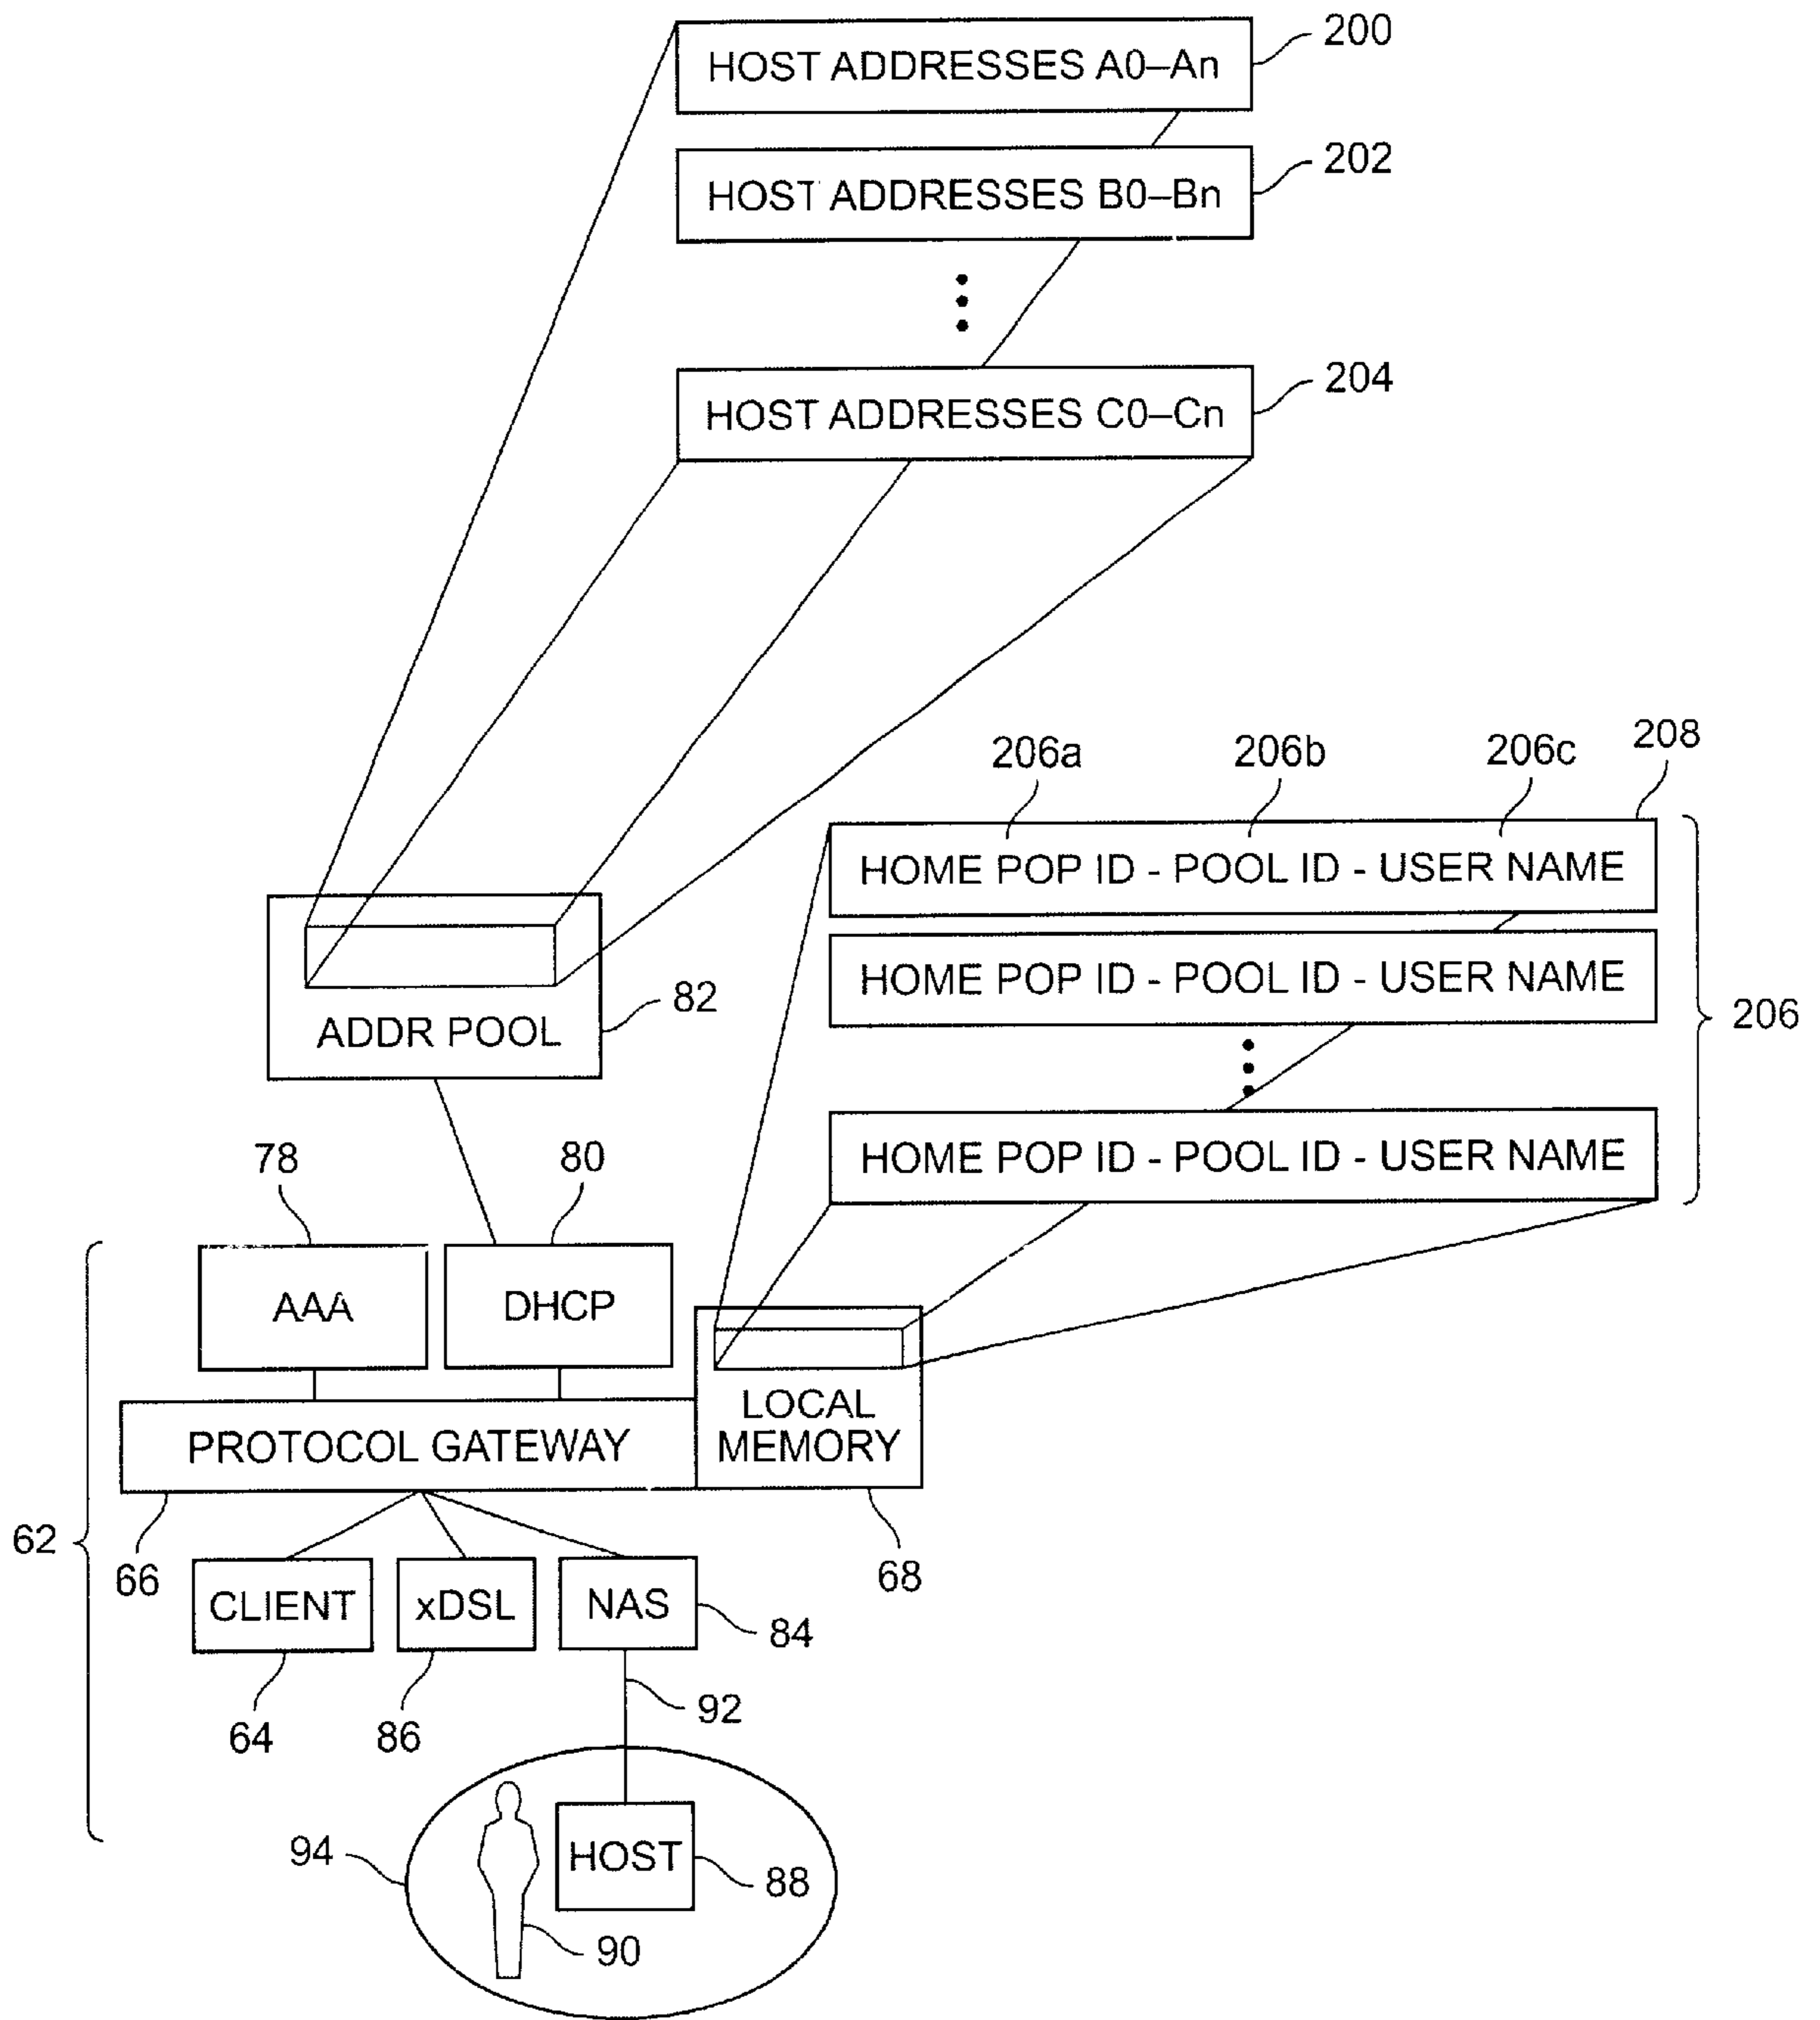 HOST ADDRESSES A0–An
200
HOST ADDRESSES B0–Bn
202
HOST ADDRESSES C0–Cn
204
206a
206b
206c
208
HOME POP ID - POOL ID - USER NAME
HOME POP ID - POOL ID - USER NAME
206
HOME POP ID - POOL ID - USER NAME
ADDR POOL
82
78
80
AAA
DHCP
PROTOCOL GATEWAY
LOCAL
MEMORY
62
66
68
CLIENT
xDSL
NAS
84
64
86
92
94
HOST
88
90